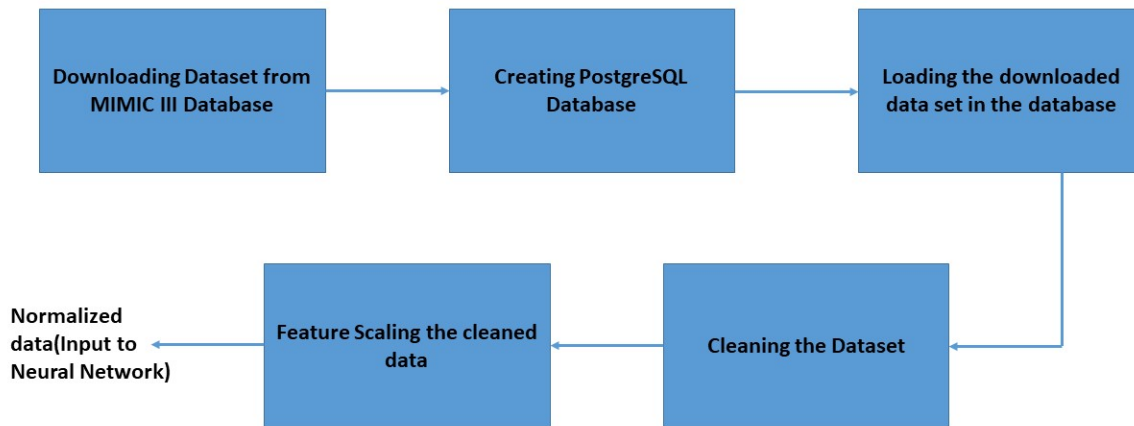 Downloading Dataset from
MIMIC III Database
Creating PostgreSQL
Database
Loading the downloaded
data set in the database
Cleaning the Dataset
Feature Scaling the cleaned
data
Normalized
data(Input to
Neural Network)